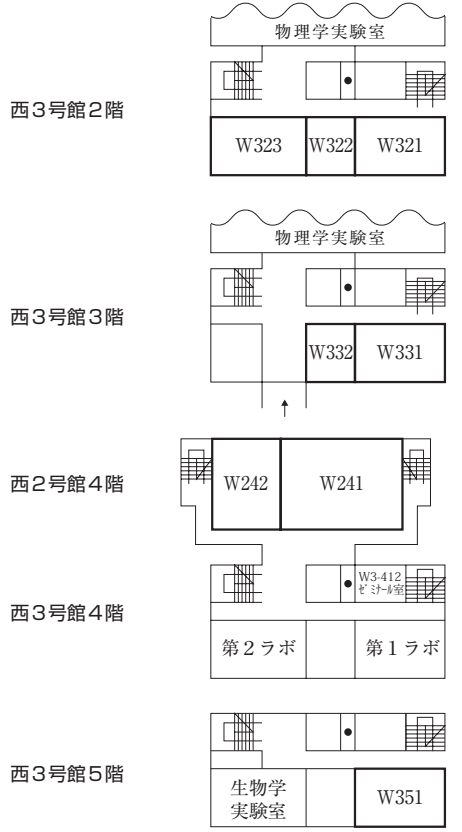 物理学実験室
西3号館2階
W323 W322 W321
物理学実験室
西3号館3階
W332 W331
西2号館4階
W242 W241
西3号館4階
W3-412
ゼミナール室
第2ラボ 第1ラボ
西3号館5階
生物学
実験室
W351